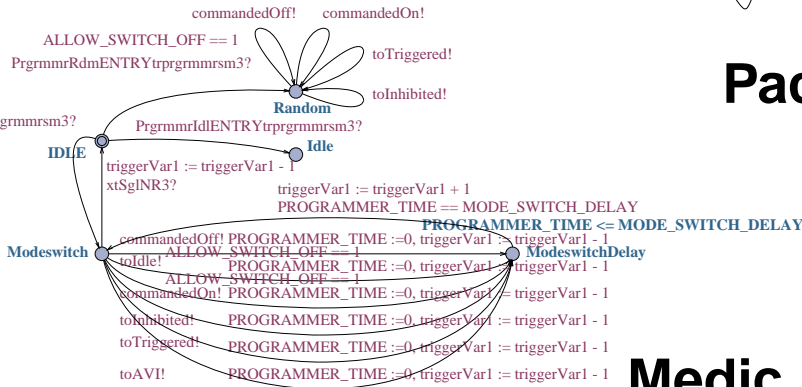 commandedOff! commandedOn!
ALLOW_SWITCH_OFF == 1
toTriggered!
PrgrmmrRdmENTRYtrprgrmmrsm3?
Pac
toInhibited!
Random
grmmrsm3?
PrgrmmrIdlENTRYtrprgrmmrsm3?
IDLE
Idle
triggerVar1 := triggerVar1 - 1
xtSglNR3?
triggerVar1 := triggerVar1 + 1
PROGRAMMER_TIME == MODE_SWITCH_DELAY
PROGRAMMER_TIME <= MODE_SWITCH_DELAY
commandedOff! PROGRAMMER_TIME :=0, triggerVar1 := triggerVar1 - 1
Modeswitch
ALLOW_SWITCH_OFF == 1
ModeswitchDelay
toIdle!
PROGRAMMER_TIME :=0, triggerVar1 := triggerVar1 - 1
ALLOW_SWITCH_OFF == 1
commandedOn! PROGRAMMER_TIME :=0, triggerVar1 := triggerVar1 - 1
toInhibited! PROGRAMMER_TIME :=0, triggerVar1 := triggerVar1 - 1
toTriggered! PROGRAMMER_TIME :=0, triggerVar1 := triggerVar1 - 1
toAVI! PROGRAMMER_TIME :=0, triggerVar1 := triggerVar1 - 1
Medic